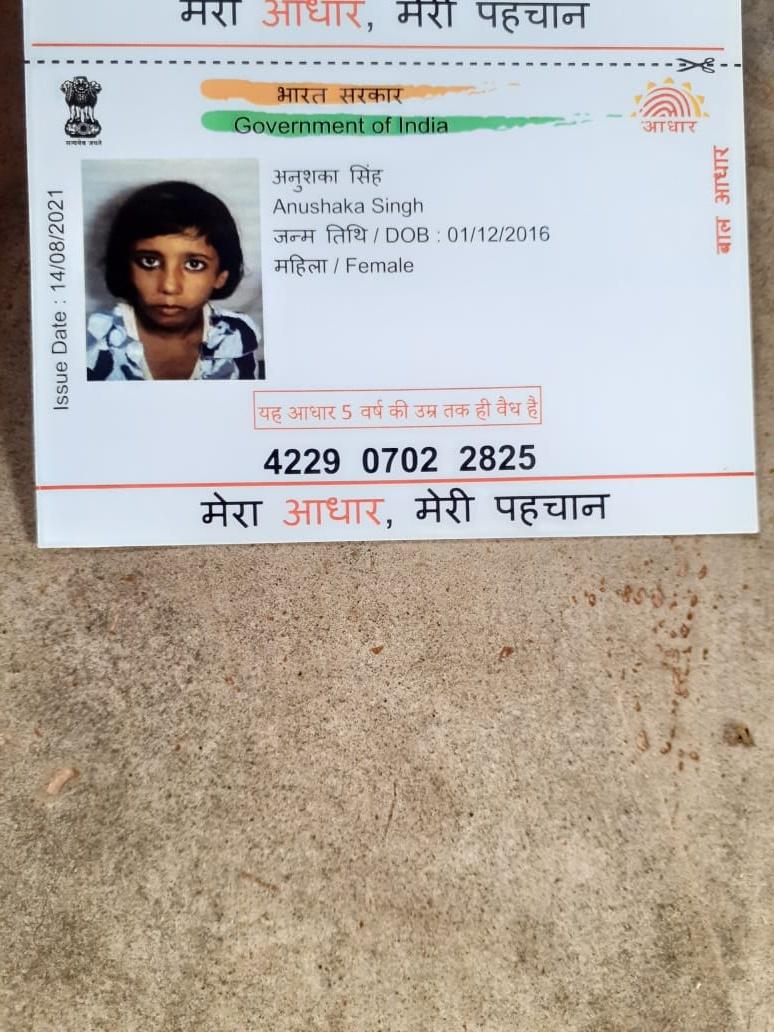 मेरा आधार, मेरी पहचान
भारत सरकार
Government of India
सत्यमेव जयते
आधार
बाल आधार
Issue Date : 14/08/2021
अनुशका सिंह
Anushaka Singh
जन्म तिथि / DOB : 01/12/2016
महिला / Female
यह आधार 5 वर्ष की उम्र तक ही वैध है
4229 0702 2825
मेरा आधार, मेरी पहचान